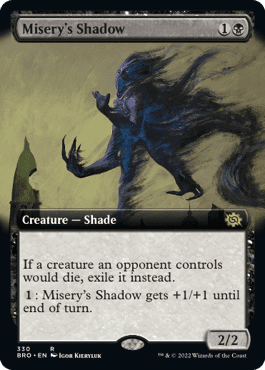 Misery's Shadow 1
Creature — Shade
If a creature an opponent controls
would die, exile it instead.
1 : Misery's Shadow gets +1/+1 until
end of turn.
2/2
330 R
BRO • EN Igor Kieryluk
™ & © 2022 Wizards of the Coast